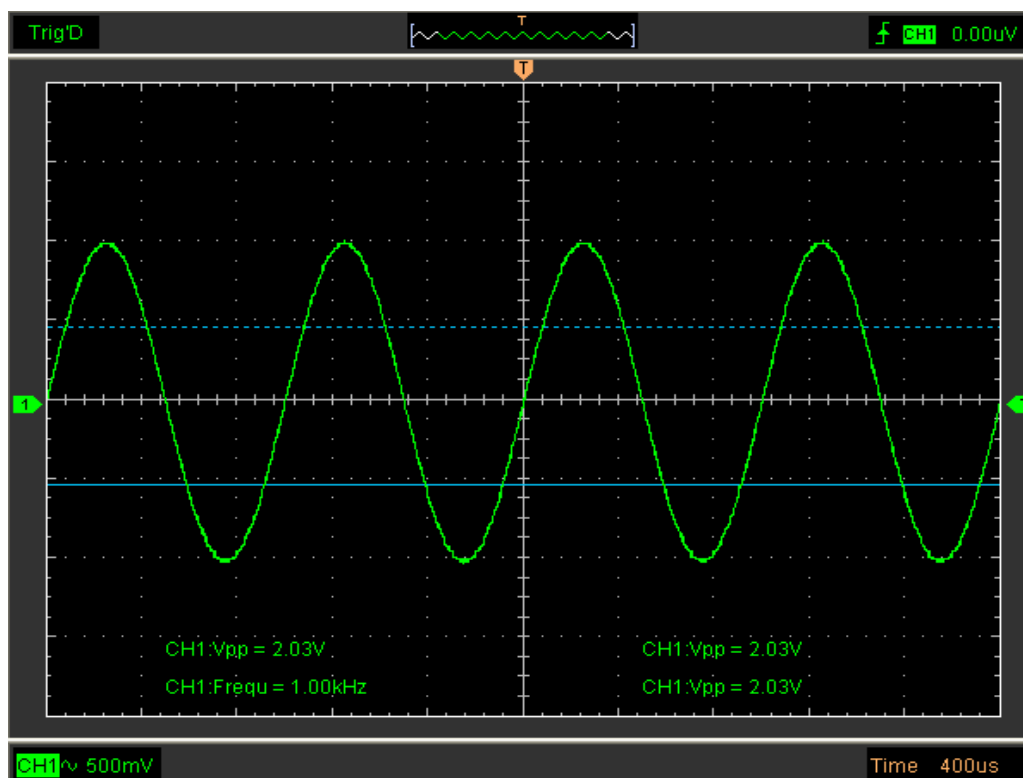 Trig'D
T
CH1 0.00uV
T
1
CH1:Vpp = 2.03V
CH1:Vpp = 2.03V
CH1:Frequ = 1.00kHz
CH1:Vpp = 2.03V
CH1 ∿ 500mV
Time 400us